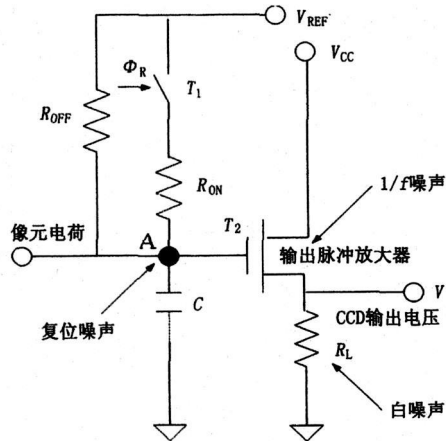 V_REF
V_CC
Φ_R
T_1
R_OFF
R_ON
1/f噪声
像元电荷
A
T_2
输出脉冲放大器
复位噪声
C
V
CCD输出电压
R_L
白噪声